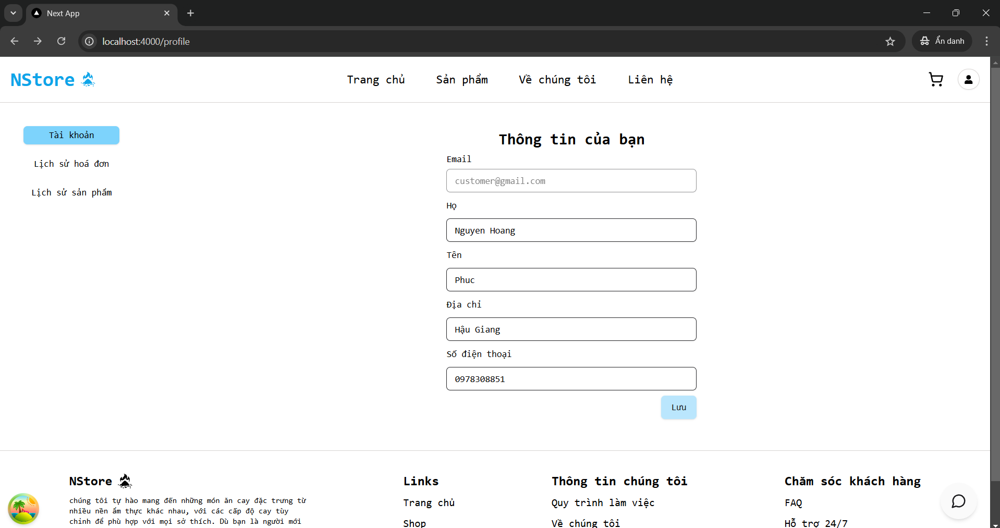 Next App
localhost:4000/profile
Ẩn danh
NStore
Trang chủ
Sản phẩm
Về chúng tôi
Liên hệ
Tài khoản
Lịch sử hoá đơn
Lịch sử sản phẩm
Thông tin của bạn
Email
customer@gmail.com
Họ
Nguyen Hoang
Tên
Phuc
Địa chỉ
Hậu Giang
Số điện thoại
0978308851
Lưu
NStore
chúng tôi tự hào mang đến những món ăn cay đặc trưng từ
nhiều nền ẩm thực khác nhau, với các cấp độ cay tùy
chỉnh để phù hợp với mọi sở thích. Dù bạn là người mới
Links
Trang chủ
Shop
Thông tin chúng tôi
Quy trình làm việc
Về chúng tôi
Chăm sóc khách hàng
FAQ
Hỗ trợ 24/7